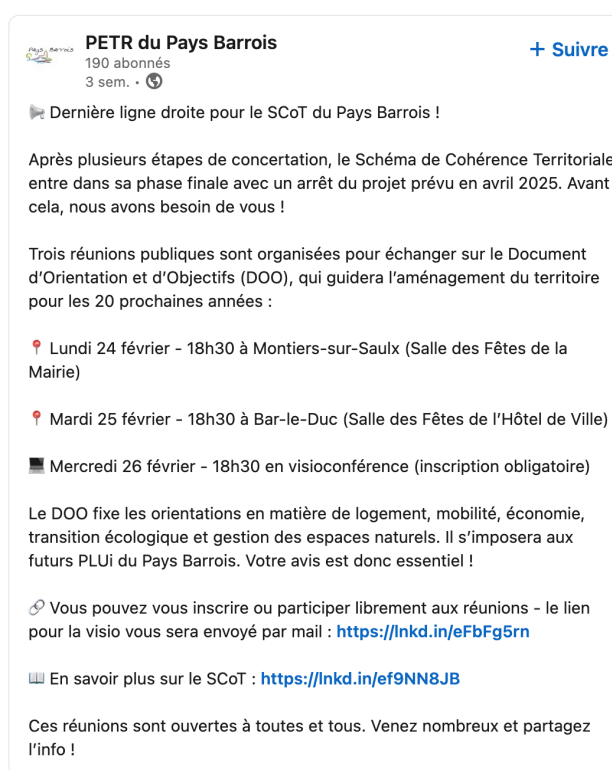 Pays Barrois
PETR du Pays Barrois
190 abonnés
3 sem. •
+ Suivre
Dernière ligne droite pour le SCoT du Pays Barrois !
Après plusieurs étapes de concertation, le Schéma de Cohérence Territoriale
entre dans sa phase finale avec un arrêt du projet prévu en avril 2025. Avant
cela, nous avons besoin de vous !
Trois réunions publiques sont organisées pour échanger sur le Document
d’Orientation et d’Objectifs (DOO), qui guidera l’aménagement du territoire
pour les 20 prochaines années :
📍 Lundi 24 février - 18h30 à Montiers-sur-Saulx (Salle des Fêtes de la
Mairie)
📍 Mardi 25 février - 18h30 à Bar-le-Duc (Salle des Fêtes de l’Hôtel de Ville)
💻 Mercredi 26 février - 18h30 en visioconférence (inscription obligatoire)
Le DOO fixe les orientations en matière de logement, mobilité, économie,
transition écologique et gestion des espaces naturels. Il s’imposera aux
futurs PLUi du Pays Barrois. Votre avis est donc essentiel !
🔗 Vous pouvez vous inscrire ou participer librement aux réunions - le lien
pour la visio vous sera envoyé par mail : https://lnkd.in/eFbFg5rn
📖 En savoir plus sur le SCoT : https://lnkd.in/ef9NN8JB
Ces réunions sont ouvertes à toutes et tous. Venez nombreux et partagez
l’info !